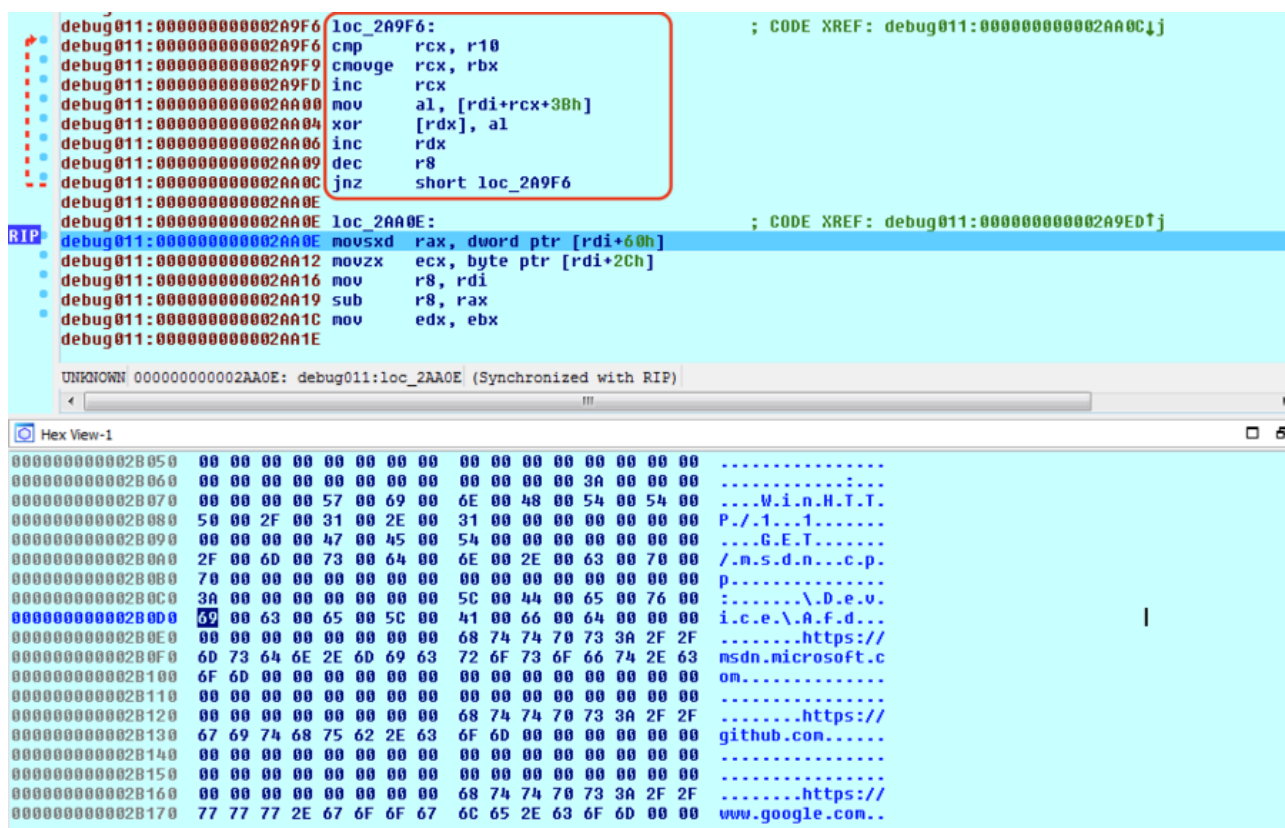 debug011:000000000002A9F6 loc_2A9F6: ; CODE XREF: debug011:000000000002AA0C↓j
debug011:000000000002A9F6 cmp rcx, r10
debug011:000000000002A9F9 cmovge rcx, rbx
debug011:000000000002A9FD inc rcx
debug011:000000000002AA00 mov al, [rdi+rcx+3Bh]
debug011:000000000002AA04 xor [rdx], al
debug011:000000000002AA06 inc rdx
debug011:000000000002AA09 dec r8
debug011:000000000002AA0C jnz short loc_2A9F6
debug011:000000000002AA0E
debug011:000000000002AA0E loc_2AA0E: ; CODE XREF: debug011:000000000002A9ED↑j
RIP debug011:000000000002AA0E movsxd rax, dword ptr [rdi+60h]
debug011:000000000002AA12 movzx ecx, byte ptr [rdi+2Ch]
debug011:000000000002AA16 mov r8, rdi
debug011:000000000002AA19 sub r8, rax
debug011:000000000002AA1C mov edx, ebx
debug011:000000000002AA1E
UNKNOWN 000000000002AA0E: debug011:loc_2AA0E (Synchronized with RIP)
Hex View-1
000000000002B050 00 00 00 00 00 00 00 00 00 00 00 00 00 00 00 00 ................
000000000002B060 00 00 00 00 00 00 00 00 00 00 00 00 3A 00 00 00 ............:...
000000000002B070 00 00 00 00 57 00 69 00 6E 00 48 00 54 00 54 00 ....W.i.n.H.T.T.
000000000002B080 50 00 2F 00 31 00 2E 00 31 00 00 00 00 00 00 00 P./.1...1.......
000000000002B090 00 00 00 00 47 00 45 00 54 00 00 00 00 00 00 00 ....G.E.T.......
000000000002B0A0 2F 00 6D 00 73 00 64 00 6E 00 2E 00 63 00 70 00 /.m.s.d.n...c.p.
000000000002B0B0 70 00 00 00 00 00 00 00 00 00 00 00 00 00 00 00 p...............
000000000002B0C0 3A 00 00 00 00 00 00 00 5C 00 44 00 65 00 76 00 :.......\.D.e.v.
000000000002B0D0 69 00 63 00 65 00 5C 00 41 00 66 00 64 00 00 00 i.c.e.\.A.f.d...
000000000002B0E0 00 00 00 00 00 00 00 00 68 74 74 70 73 3A 2F 2F ........https://
000000000002B0F0 6D 73 64 6E 2E 6D 69 63 72 6F 73 6F 66 74 2E 63 msdn.microsoft.c
000000000002B100 6F 6D 00 00 00 00 00 00 00 00 00 00 00 00 00 00 om..............
000000000002B110 00 00 00 00 00 00 00 00 00 00 00 00 00 00 00 00 ................
000000000002B120 00 00 00 00 00 00 00 00 68 74 74 70 73 3A 2F 2F ........https://
000000000002B130 67 69 74 68 75 62 2E 63 6F 6D 00 00 00 00 00 00 github.com......
000000000002B140 00 00 00 00 00 00 00 00 00 00 00 00 00 00 00 00 ................
000000000002B150 00 00 00 00 00 00 00 00 00 00 00 00 00 00 00 00 ................
000000000002B160 00 00 00 00 00 00 00 00 68 74 74 70 73 3A 2F 2F ........https://
000000000002B170 77 77 77 2E 67 6F 6F 67 6C 65 2E 63 6F 6D 00 00 www.google.com..